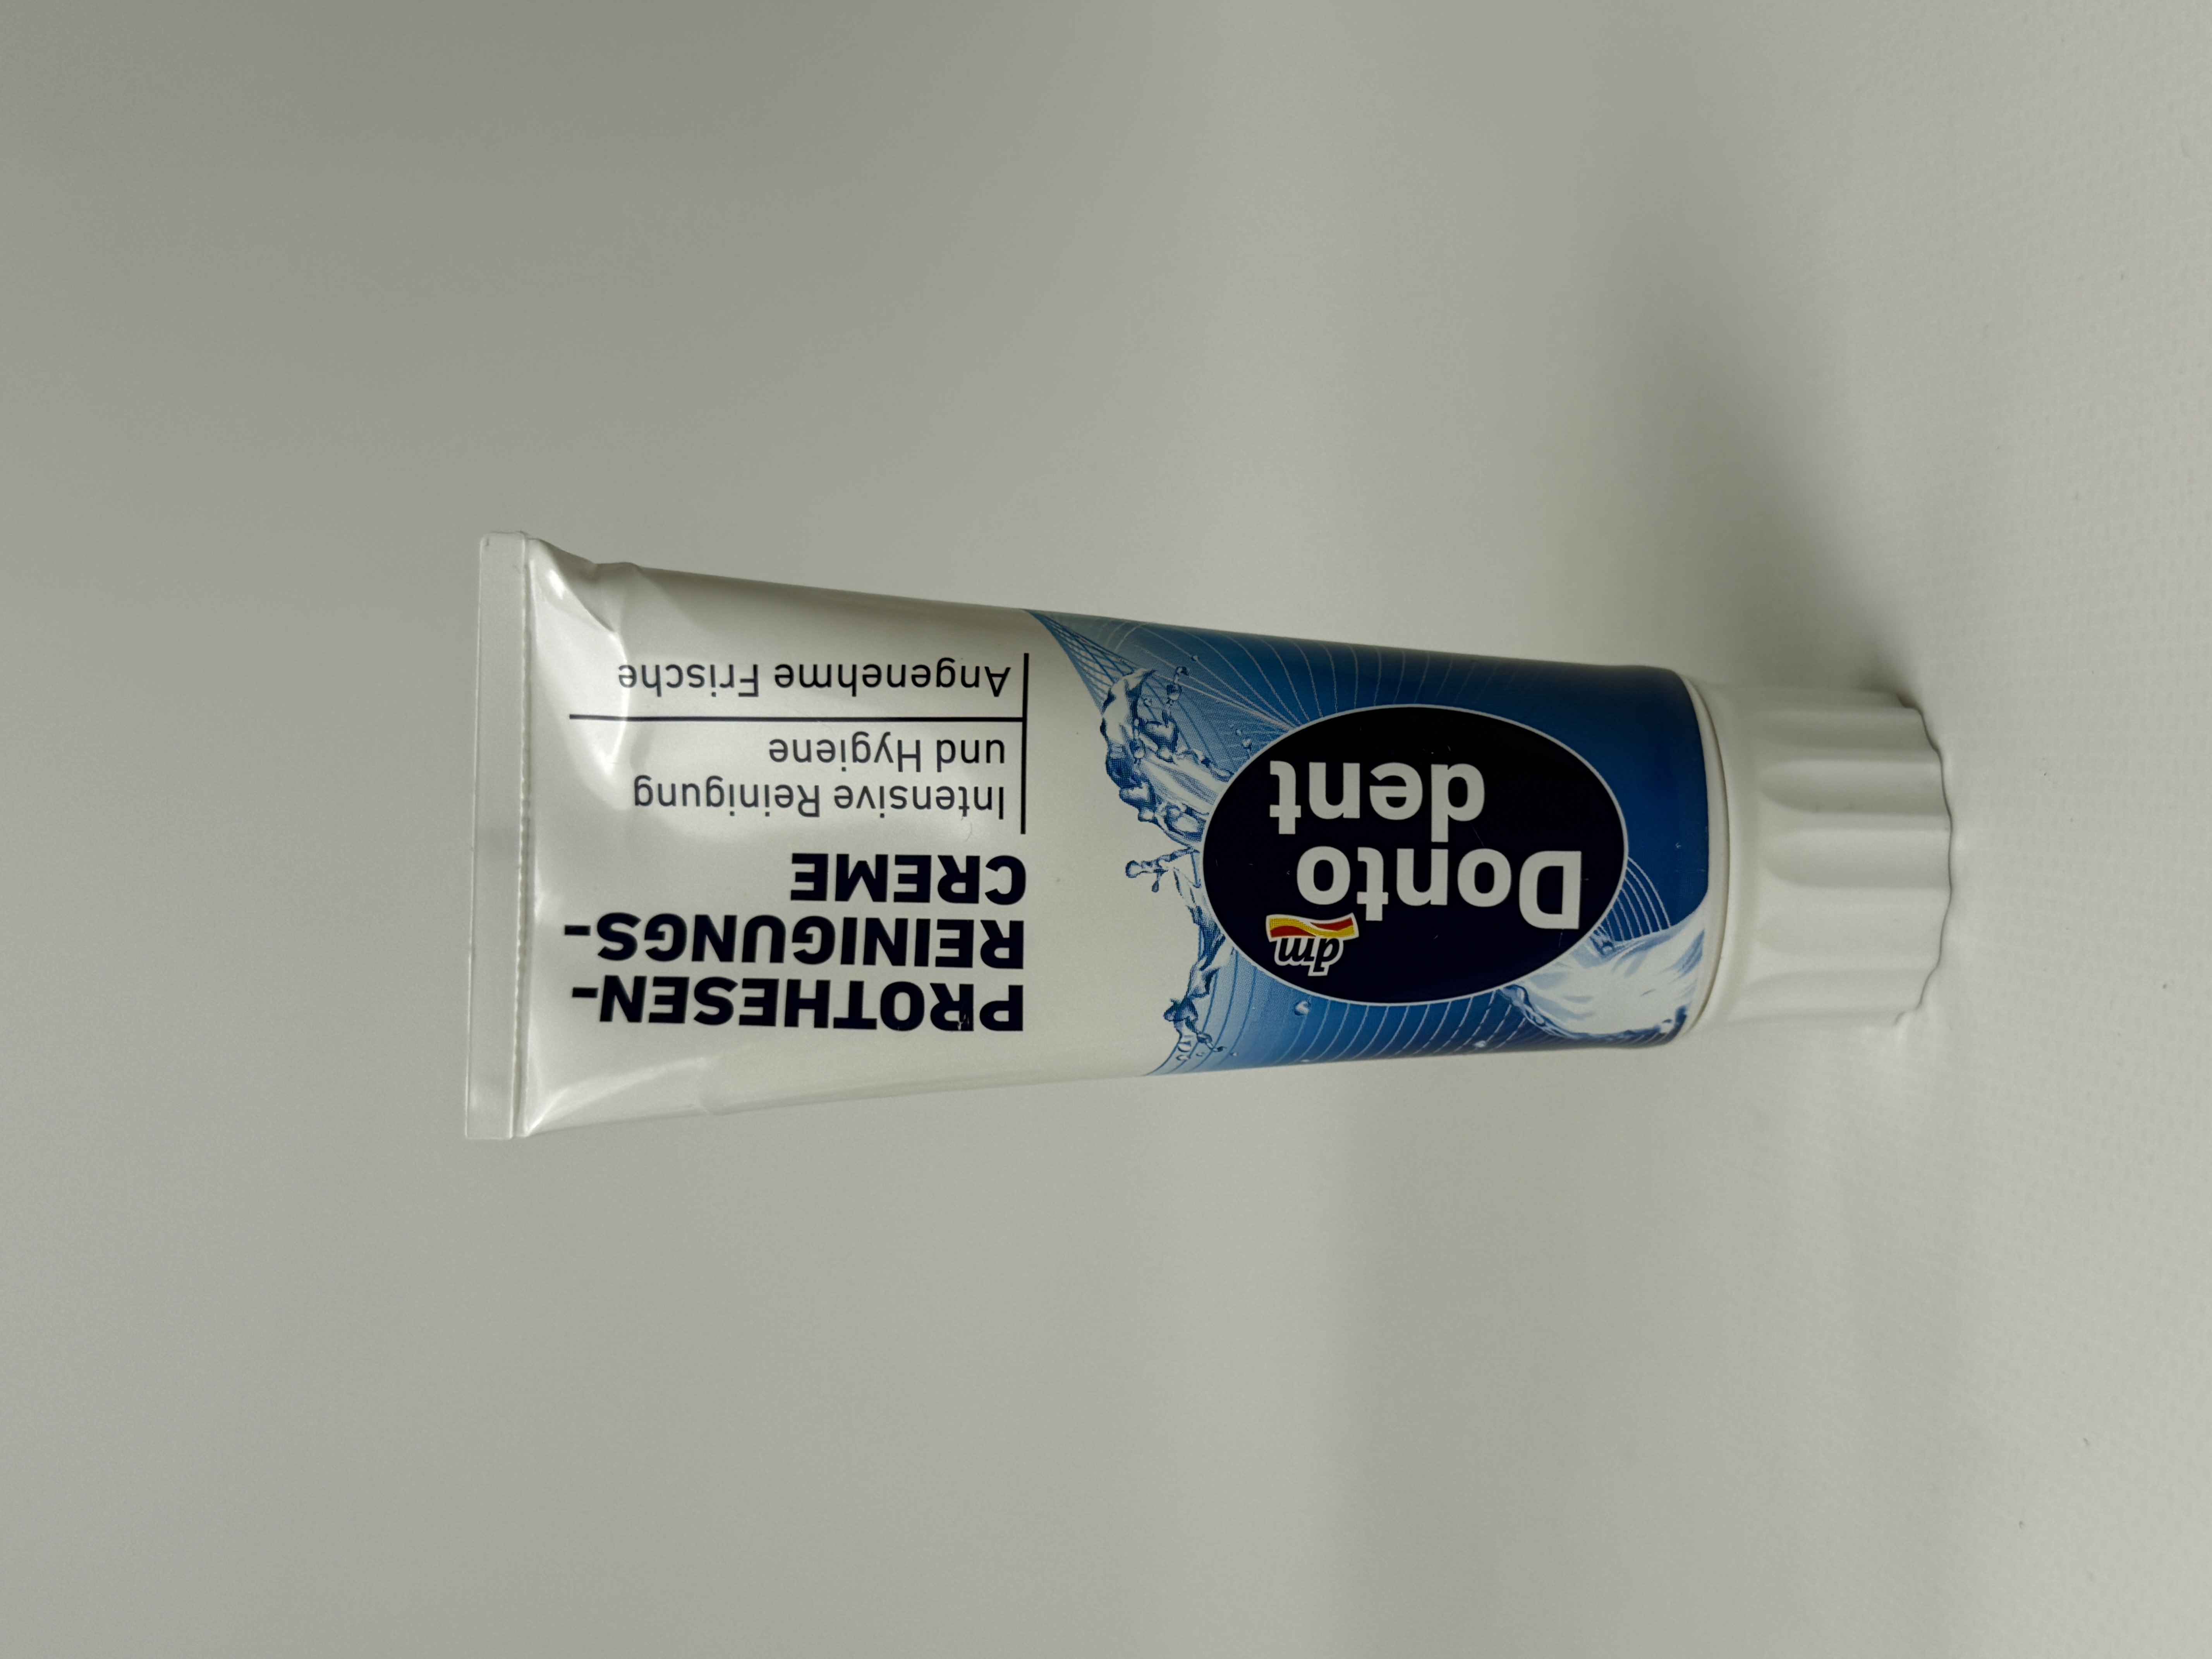 dm
Donto
dent
PROTHESEN-
REINIGUNGS-
CREME
Intensive Reinigung
und Hygiene
Angenehme Frische